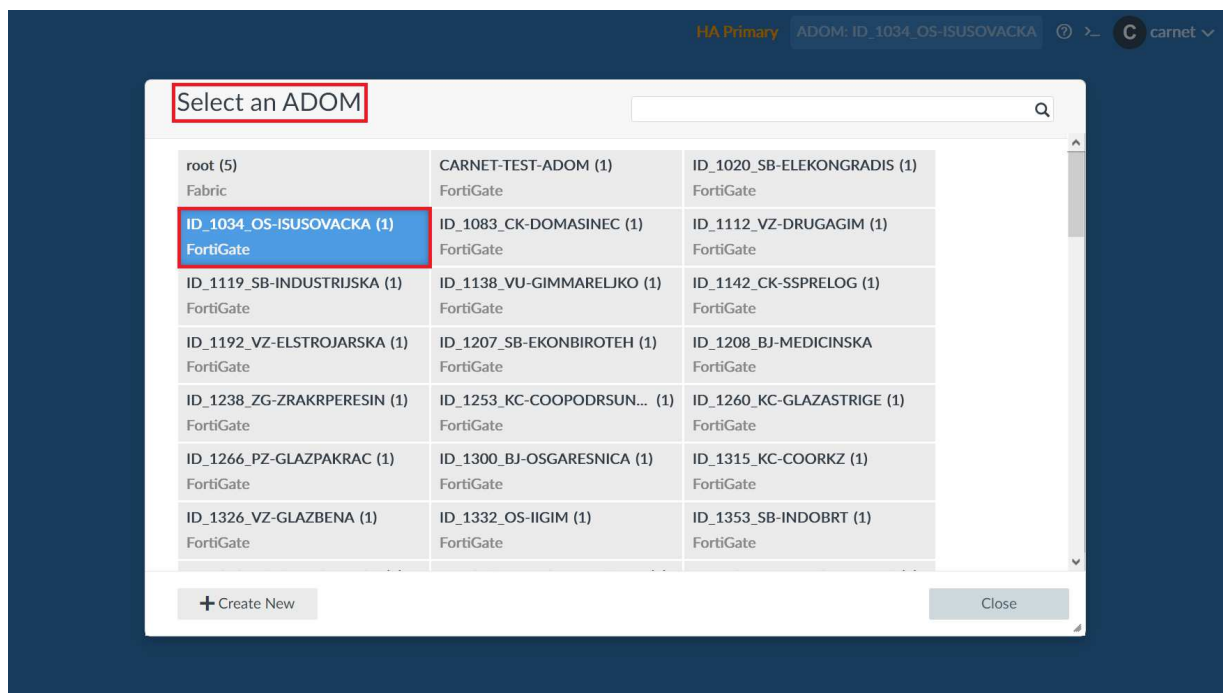 HA Primary ADOM: ID_1034_OS-ISUSOVACKA C carnet
Select an ADOM
root (5) CARNET-TEST-ADOM (1) ID_1020_SB-ELEKONGRADIS (1)
Fabric FortiGate FortiGate
ID_1034_OS-ISUSOVACKA (1) ID_1083_CK-DOMASINEC (1) ID_1112_VZ-DRUGAGIM (1)
FortiGate FortiGate FortiGate
ID_1119_SB-INDUSTRIJSKA (1) ID_1138_VU-GIMMARELJKO (1) ID_1142_CK-SSPRELOG (1)
FortiGate FortiGate FortiGate
ID_1192_VZ-ELSTROJARSKA (1) ID_1207_SB-EKONBIROTEH (1) ID_1208_BJ-MEDICINSKA
FortiGate FortiGate FortiGate
ID_1238_ZG-ZRAKRPERESIN (1) ID_1253_KC-COOPODRSUN... (1) ID_1260_KC-GLAZASTRIGE (1)
FortiGate FortiGate FortiGate
ID_1266_PZ-GLAZPAKRAC (1) ID_1300_BJ-OSGARESNICA (1) ID_1315_KC-COORKZ (1)
FortiGate FortiGate FortiGate
ID_1326_VZ-GLAZBENA (1) ID_1332_OS-IIGIM (1) ID_1353_SB-INDOBRT (1)
FortiGate FortiGate FortiGate
+ Create New Close